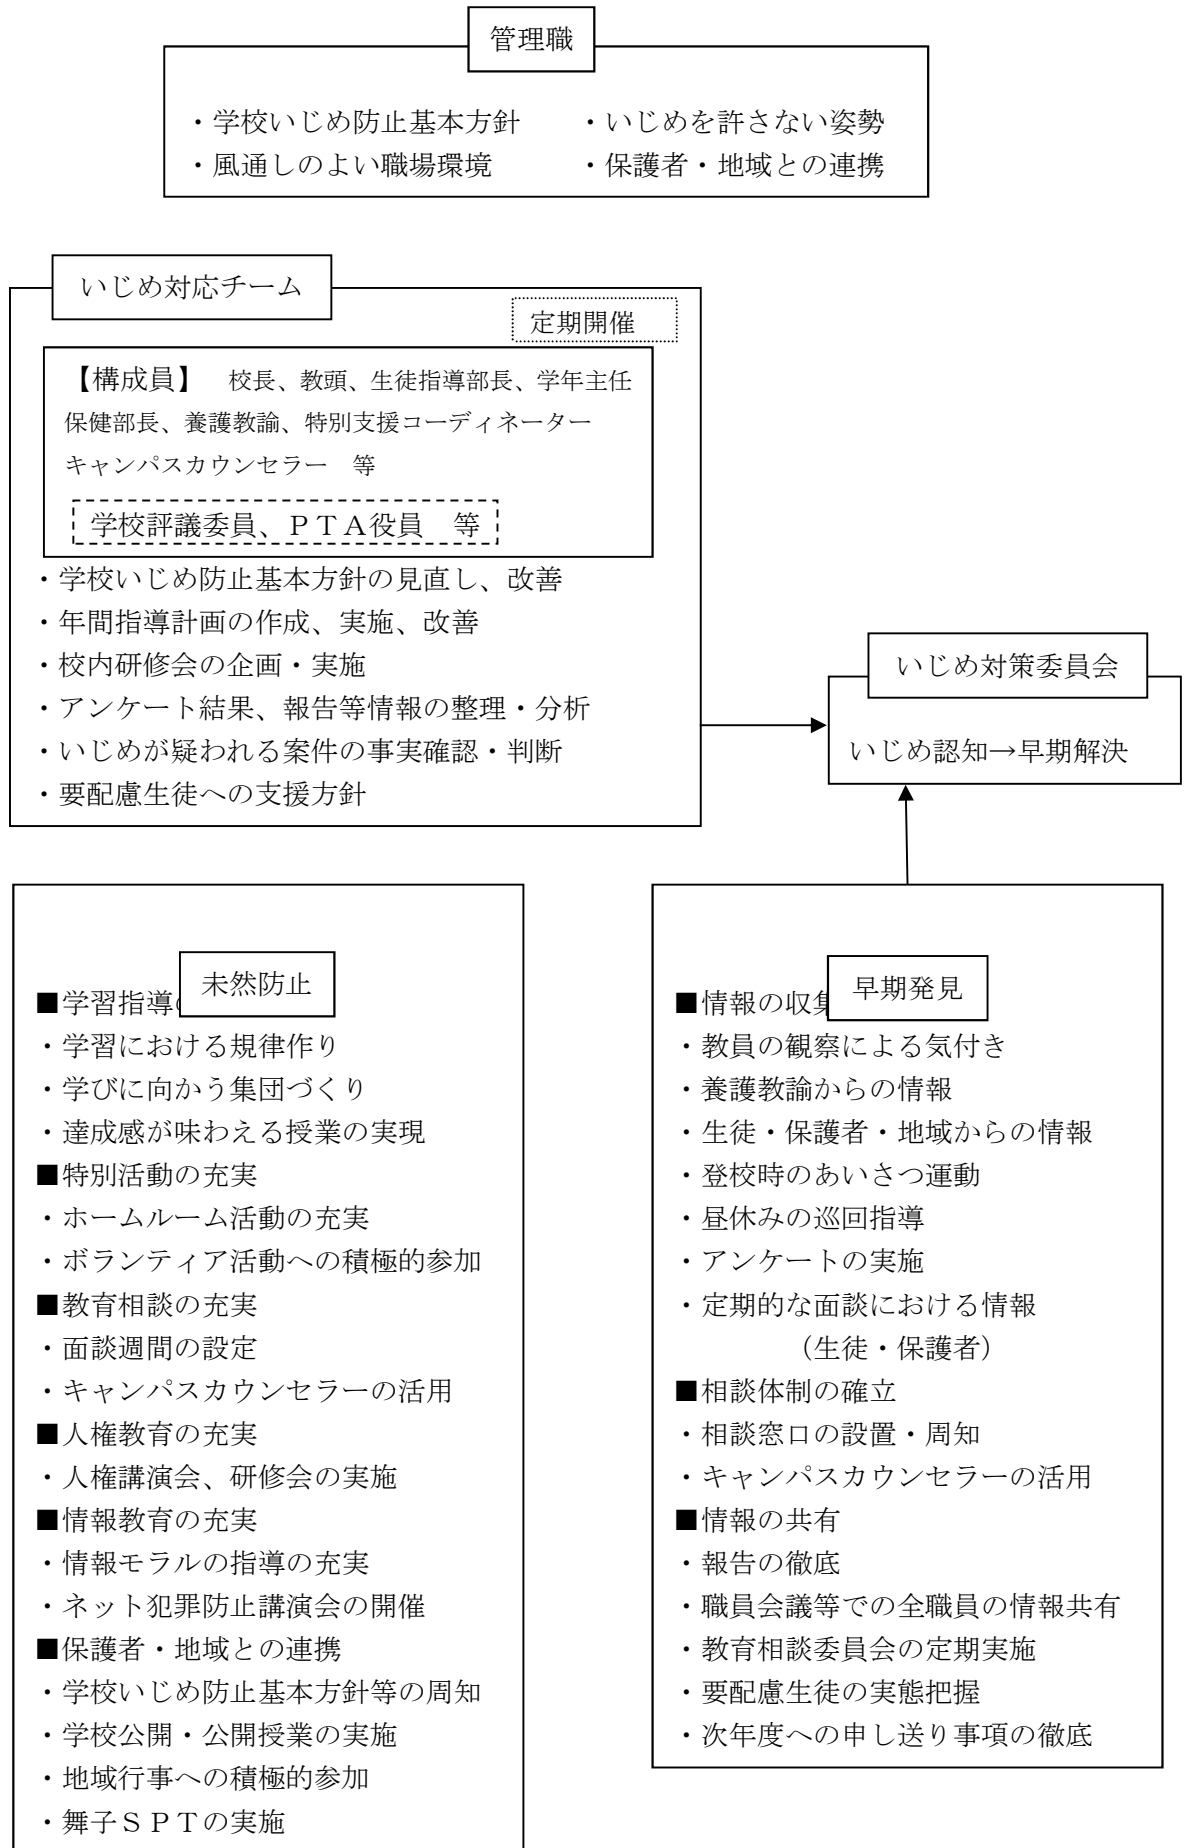 管理職
・学校いじめ防止基本方針　　・いじめを許さない姿勢
・風通しのよい職場環境　　　・保護者・地域との連携
いじめ対応チーム
定期開催
【構成員】　校長、教頭、生徒指導部長、学年主任
保健部長、養護教諭、特別支援コーディネーター
キャンパスカウンセラー　等
学校評議委員、ＰＴＡ役員　等
・学校いじめ防止基本方針の見直し、改善
・年間指導計画の作成、実施、改善
・校内研修会の企画・実施
・アンケート結果、報告等情報の整理・分析
・いじめが疑われる案件の事実確認・判断
・要配慮生徒への支援方針
いじめ対策委員会
いじめ認知→早期解決
未然防止
■学習指導
・学習における規律作り
・学びに向かう集団づくり
・達成感が味わえる授業の実現
■特別活動の充実
・ホームルーム活動の充実
・ボランティア活動への積極的参加
■教育相談の充実
・面談週間の設定
・キャンパスカウンセラーの活用
■人権教育の充実
・人権講演会、研修会の実施
■情報教育の充実
・情報モラルの指導の充実
・ネット犯罪防止講演会の開催
■保護者・地域との連携
・学校いじめ防止基本方針等の周知
・学校公開・公開授業の実施
・地域行事への積極的参加
・舞子ＳＰＴの実施
早期発見
■情報の収集
・教員の観察による気付き
・養護教諭からの情報
・生徒・保護者・地域からの情報
・登校時のあいさつ運動
・昼休みの巡回指導
・アンケートの実施
・定期的な面談における情報
（生徒・保護者）
■相談体制の確立
・相談窓口の設置・周知
・キャンパスカウンセラーの活用
■情報の共有
・報告の徹底
・職員会議等での全職員の情報共有
・教育相談委員会の定期実施
・要配慮生徒の実態把握
・次年度への申し送り事項の徹底